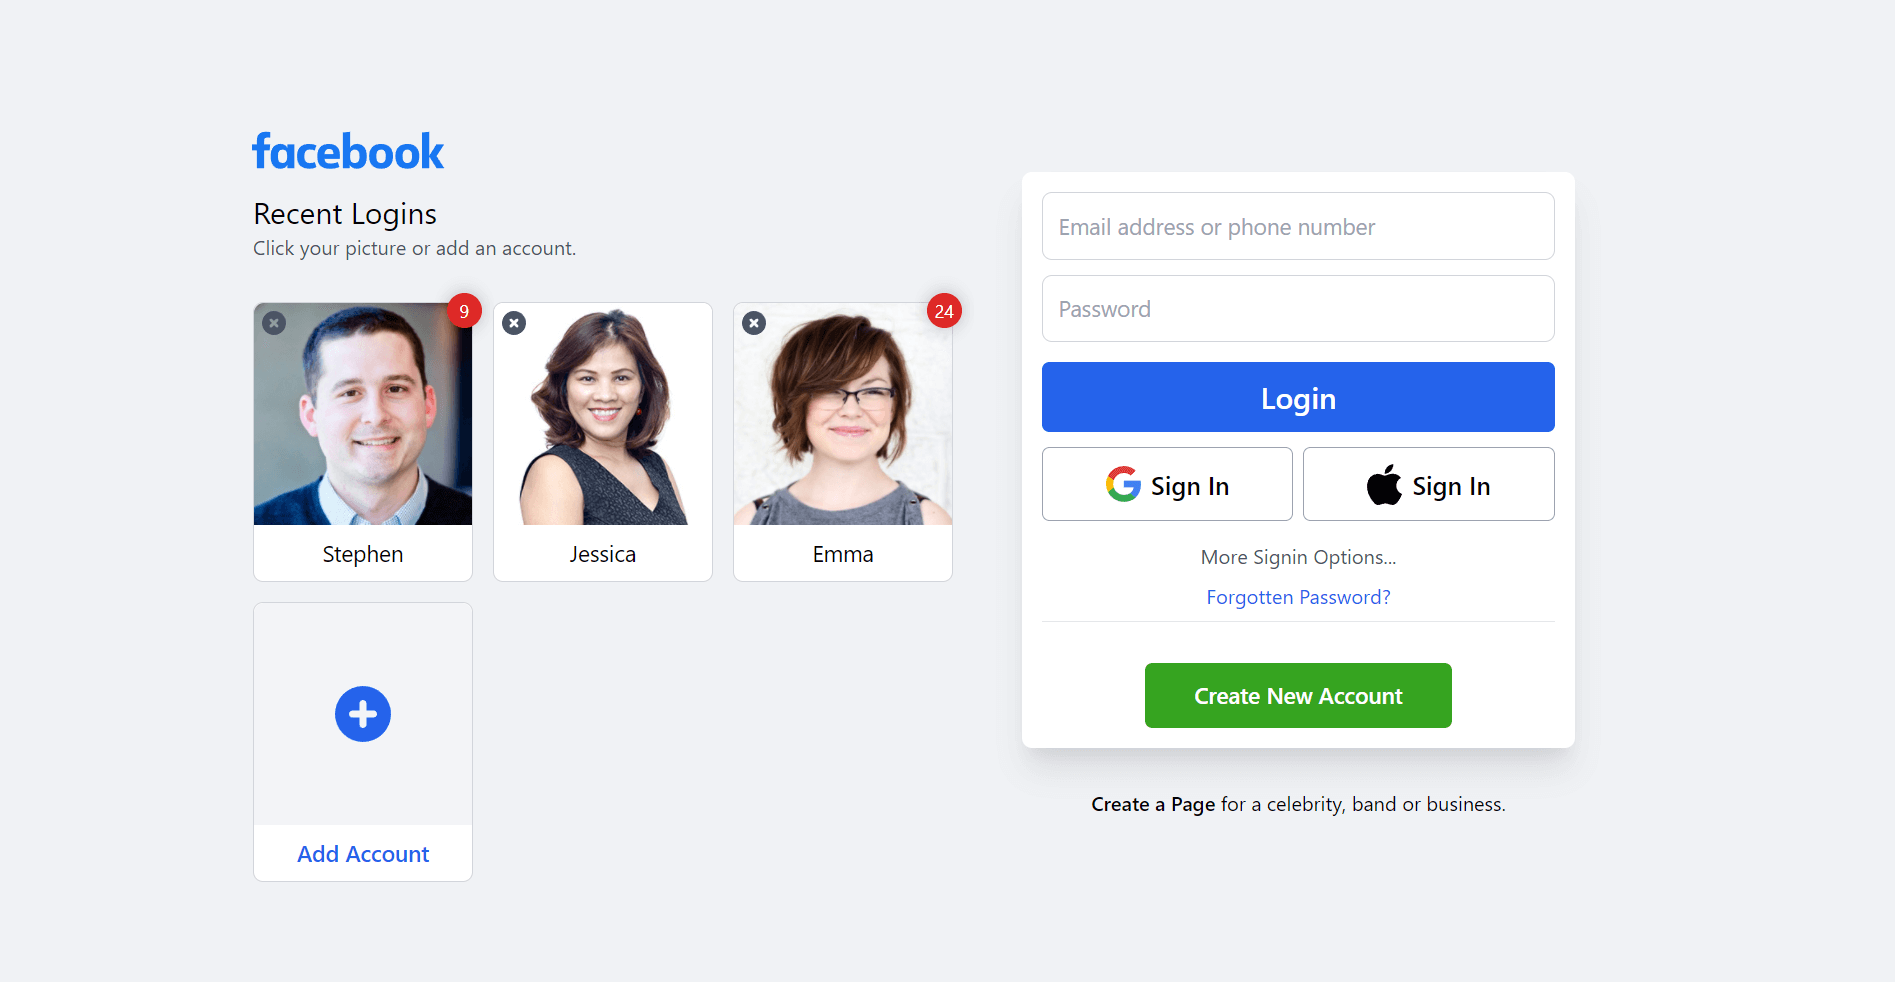 facebook
Recent Logins
Click your picture or add an account.
9
24
Stephen
Jessica
Emma
Add Account
Email address or phone number
Password
Login
Sign In
Sign In
More Signin Options...
Forgotten Password?
Create New Account
Create a Page for a celebrity, band or business.